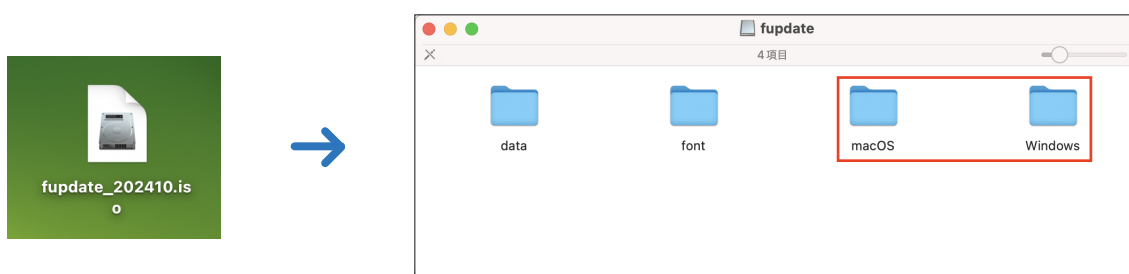 fupdate_202410.is
o
fupdate
4項目
data
font
macOS
Windows